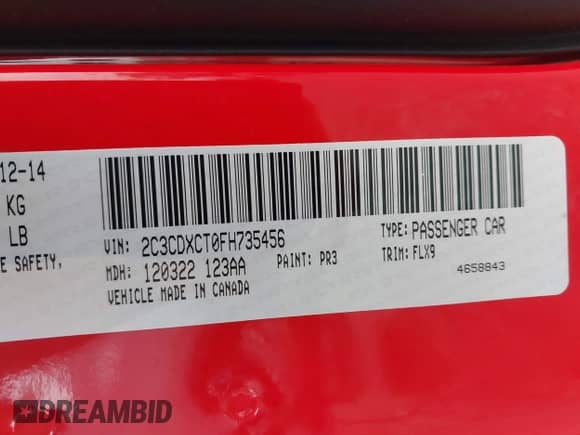 12-14
KG
LB
E SAFETY,
VIN: 2C3CDXCT0FH735456
TYPE: PASSENGER CAR
MDH: 120322 123AA
PAINT: PR3
TRIM: FLX9
VEHICLE MADE IN CANADA
4658843
DREAMBID